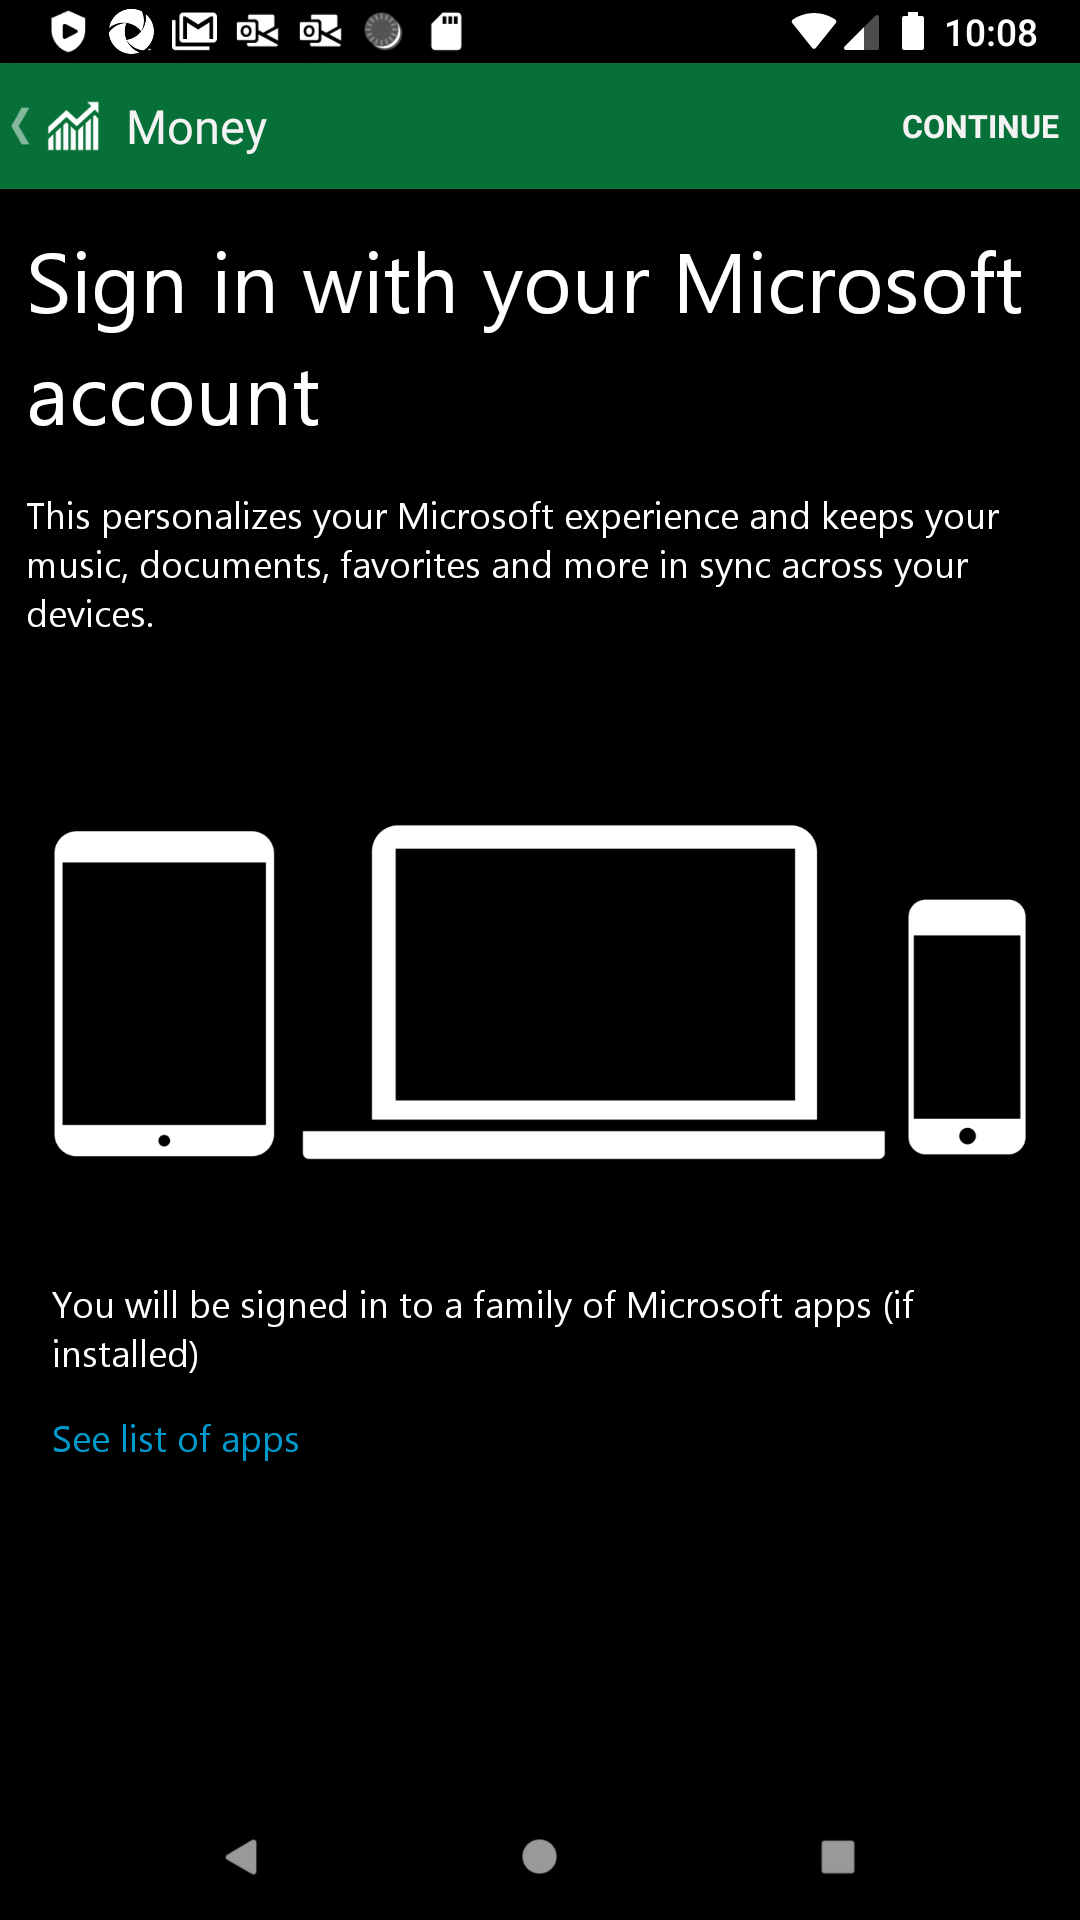 10:08
Money
CONTINUE
Sign in with your Microsoft
account
This personalizes your Microsoft experience and keeps your
music, documents, favorites and more in sync across your
devices.
You will be signed in to a family of Microsoft apps (if
installed)
See list of apps